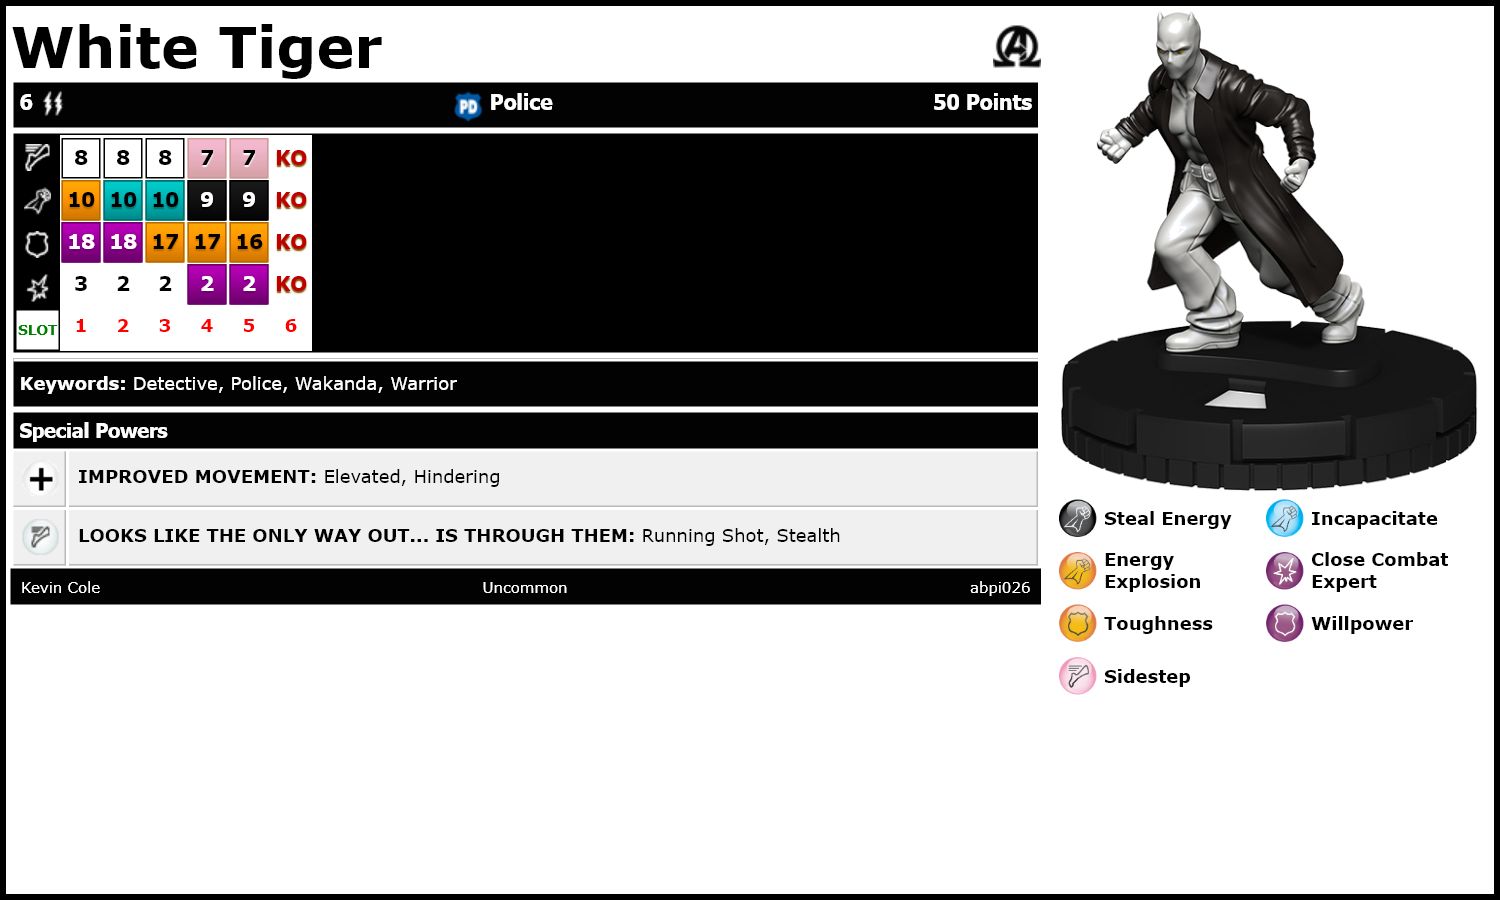 White Tiger
6 PD Police 50 Points
8 8 8 7 7 KO
10 10 10 9 9 KO
18 18 17 17 16 KO
3 2 2 2 2 KO
SLOT 1 2 3 4 5 6
Keywords: Detective, Police, Wakanda, Warrior
Special Powers
IMPROVED MOVEMENT: Elevated, Hindering
LOOKS LIKE THE ONLY WAY OUT... IS THROUGH THEM: Running Shot, Stealth
Kevin Cole Uncommon abpi026
Steal Energy Incapacitate
Energy
Explosion
Close Combat
Expert
Toughness Willpower
Sidestep